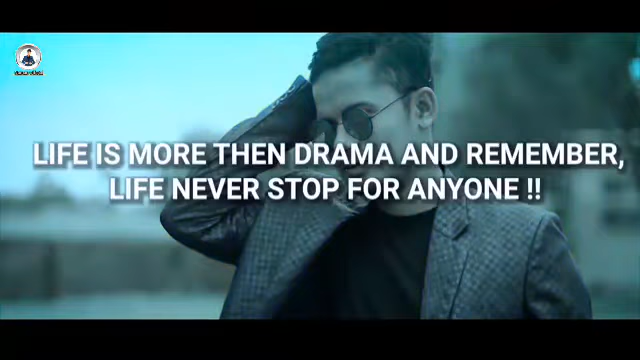 LIFE IS MORE THEN DRAMA AND REMEMBER,
LIFE NEVER STOP FOR ANYONE !!